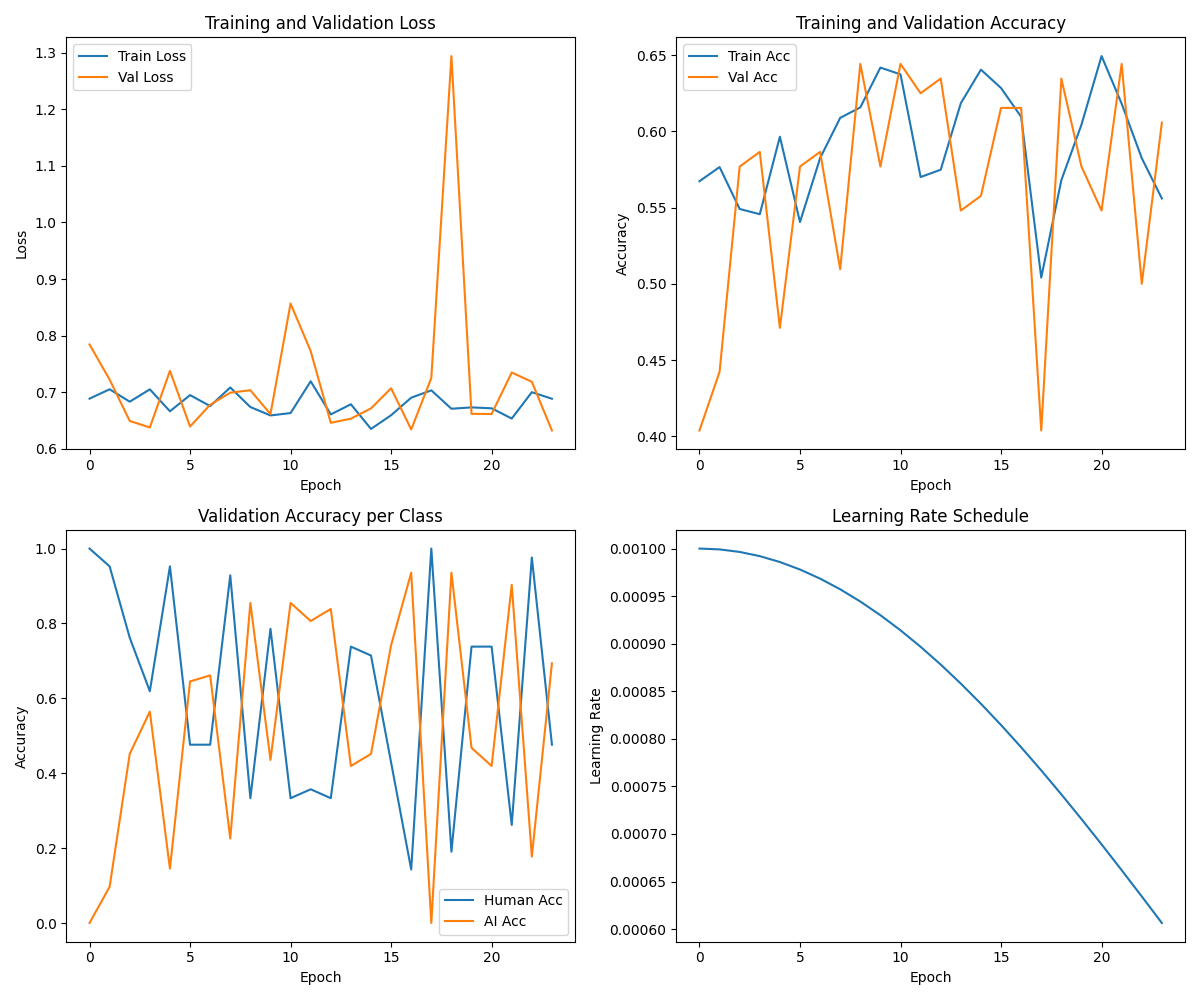 Training and Validation Loss
Train Loss
Val Loss
1.3
1.2
1.1
1.0
0.9
0.8
0.7
0.6
Loss
0 5 10 15 20
Epoch
Training and Validation Accuracy
Train Acc
Val Acc
0.65
0.60
0.55
0.50
0.45
0.40
Accuracy
0 5 10 15 20
Epoch
Validation Accuracy per Class
1.0
0.8
0.6
0.4
0.2
0.0
Accuracy
Human Acc
AI Acc
0 5 10 15 20
Epoch
Learning Rate Schedule
0.00100
0.00095
0.00090
0.00085
0.00080
0.00075
0.00070
0.00065
0.00060
Learning Rate
0 5 10 15 20
Epoch